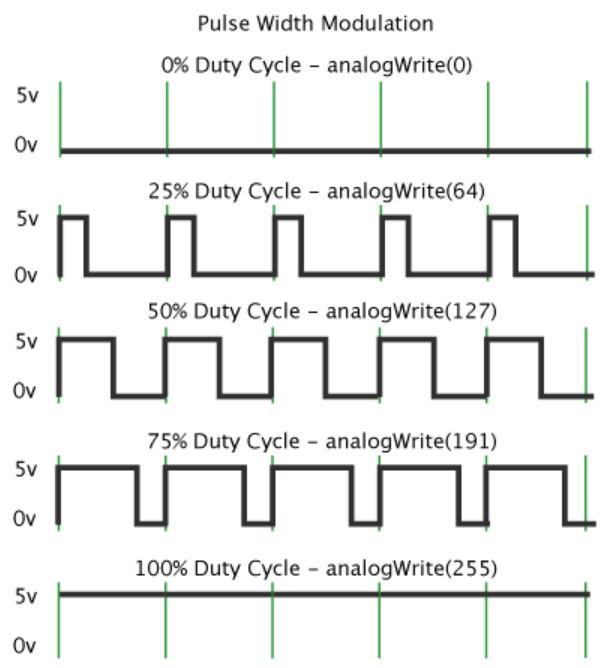 Pulse Width Modulation
0% Duty Cycle – analogWrite(0)
5v
0v
25% Duty Cycle – analogWrite(64)
5v
0v
50% Duty Cycle – analogWrite(127)
5v
0v
75% Duty Cycle – analogWrite(191)
5v
0v
100% Duty Cycle – analogWrite(255)
5v
0v